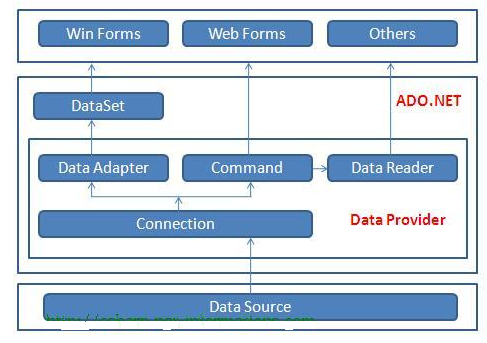 Win Forms
Web Forms
Others
DataSet
ADO.NET
Data Adapter
Command
Data Reader
Connection
Data Provider
Data Source